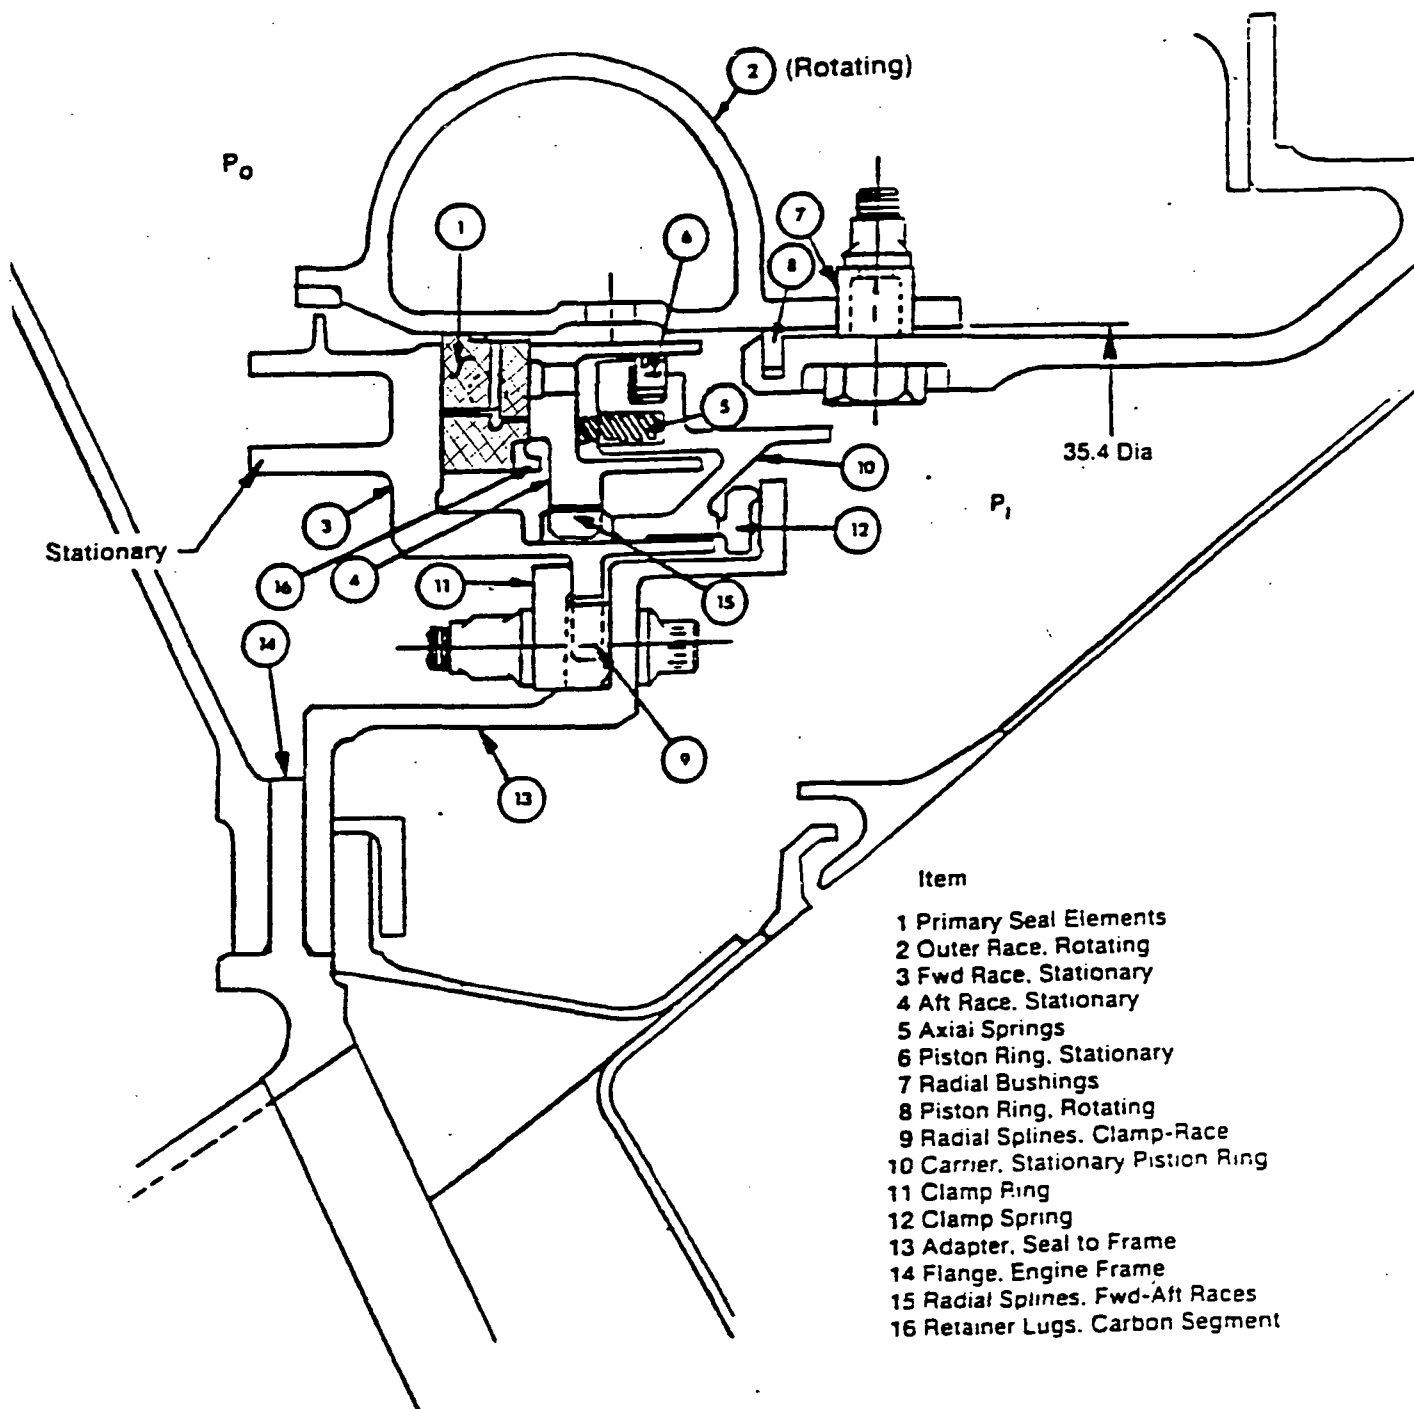 2 (Rotating)
Po
1
6
7
8
5
35.4 Dia
10
PI
3
12
Stationary
16
4
11
15
14
9
13
Item
1 Primary Seal Elements
2 Outer Race. Rotating
3 Fwd Race. Stationary
4 Aft Race. Stationary
5 Axial Springs
6 Piston Ring. Stationary
7 Radial Bushings
8 Piston Ring, Rotating
9 Radial Splines. Clamp-Race
10 Carrier. Stationary Pistion Ring
11 Clamp Ring
12 Clamp Spring
13 Adapter. Seal to Frame
14 Flange. Engine Frame
15 Radial Splines. Fwd-Aft Races
16 Retainer Lugs. Carbon Segment